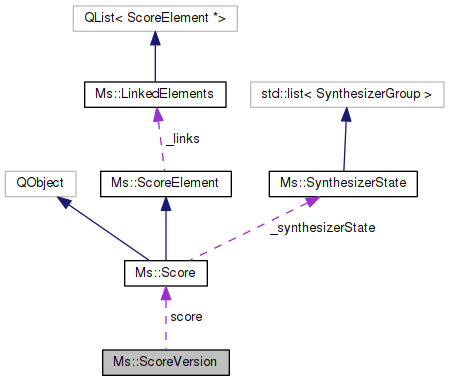 QList< ScoreElement *>
Ms::LinkedElements
std::list< SynthesizerGroup >
_links
QObject
Ms::ScoreElement
Ms::SynthesizerState
_synthesizerState
Ms::Score
score
Ms::ScoreVersion